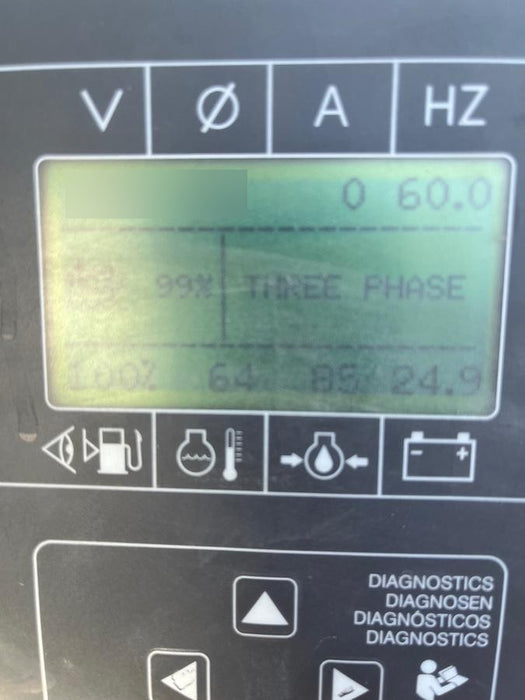 V Ø A HZ
0 60.0
99% THREE PHASE
100% 64 85 24.9
- +
DIAGNOSTICS
DIAGNOSEN
DIAGNÓSTICOS
DIAGNOSTICS